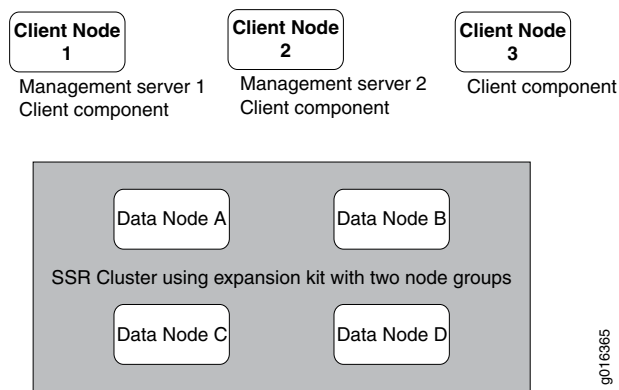 Client Node
1
Client Node
2
Client Node
3
Management server 1
Client component
Management server 2
Client component
Client component
Data Node A
Data Node B
SSR Cluster using expansion kit with two node groups
Data Node C
Data Node D
g016365